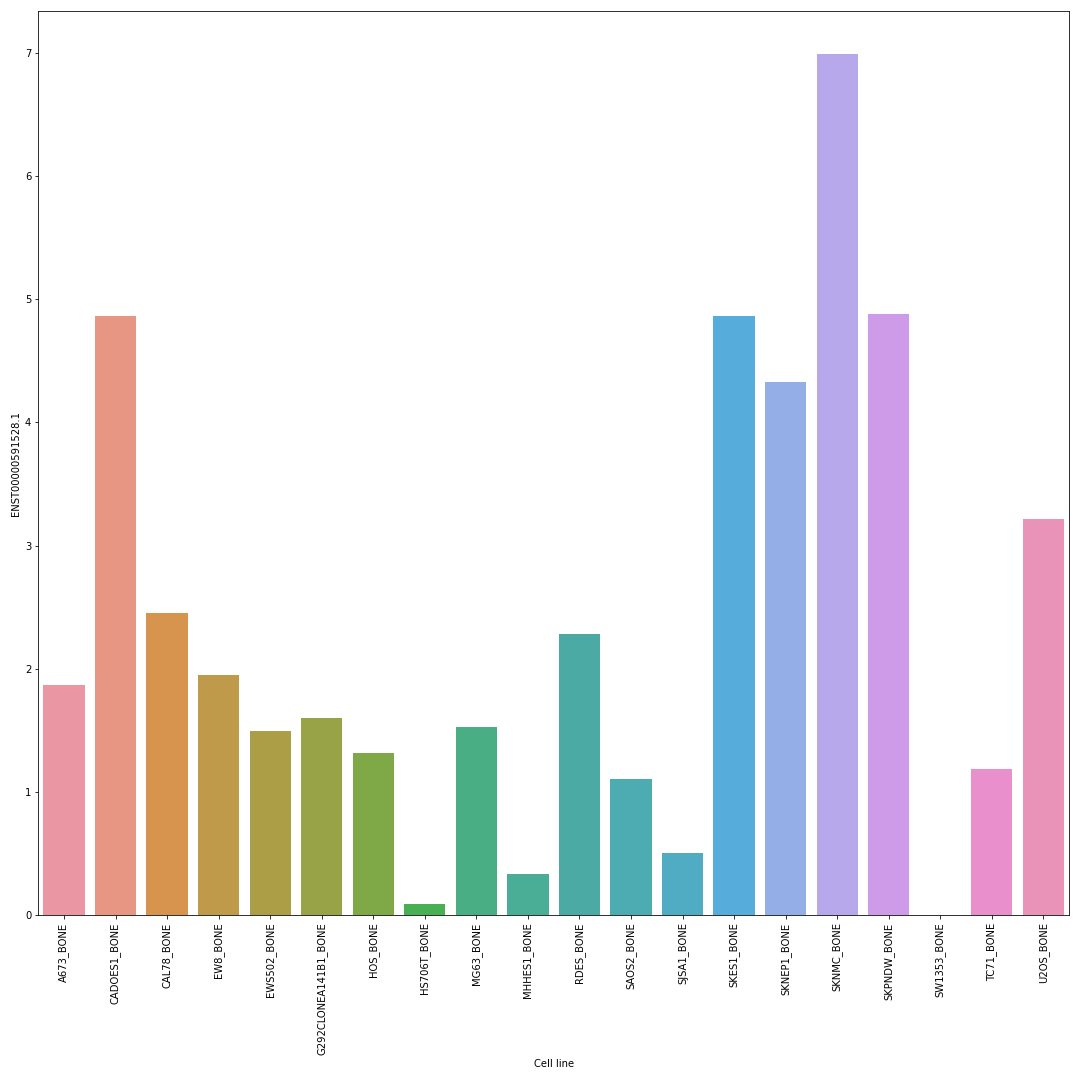 ENST00000591528.1
7
6
5
4
3
2
1
0
A673_BONE
CADOES1_BONE
CAL78_BONE
EW8_BONE
EWS502_BONE
G292CLONEA141B1_BONE
HOS_BONE
HS706T_BONE
MG63_BONE
MHHES1_BONE
RDES_BONE
SAOS2_BONE
SJSA1_BONE
SKES1_BONE
SKNEP1_BONE
SKNMC_BONE
SKPNDW_BONE
SW1353_BONE
TC71_BONE
U2OS_BONE
Cell line